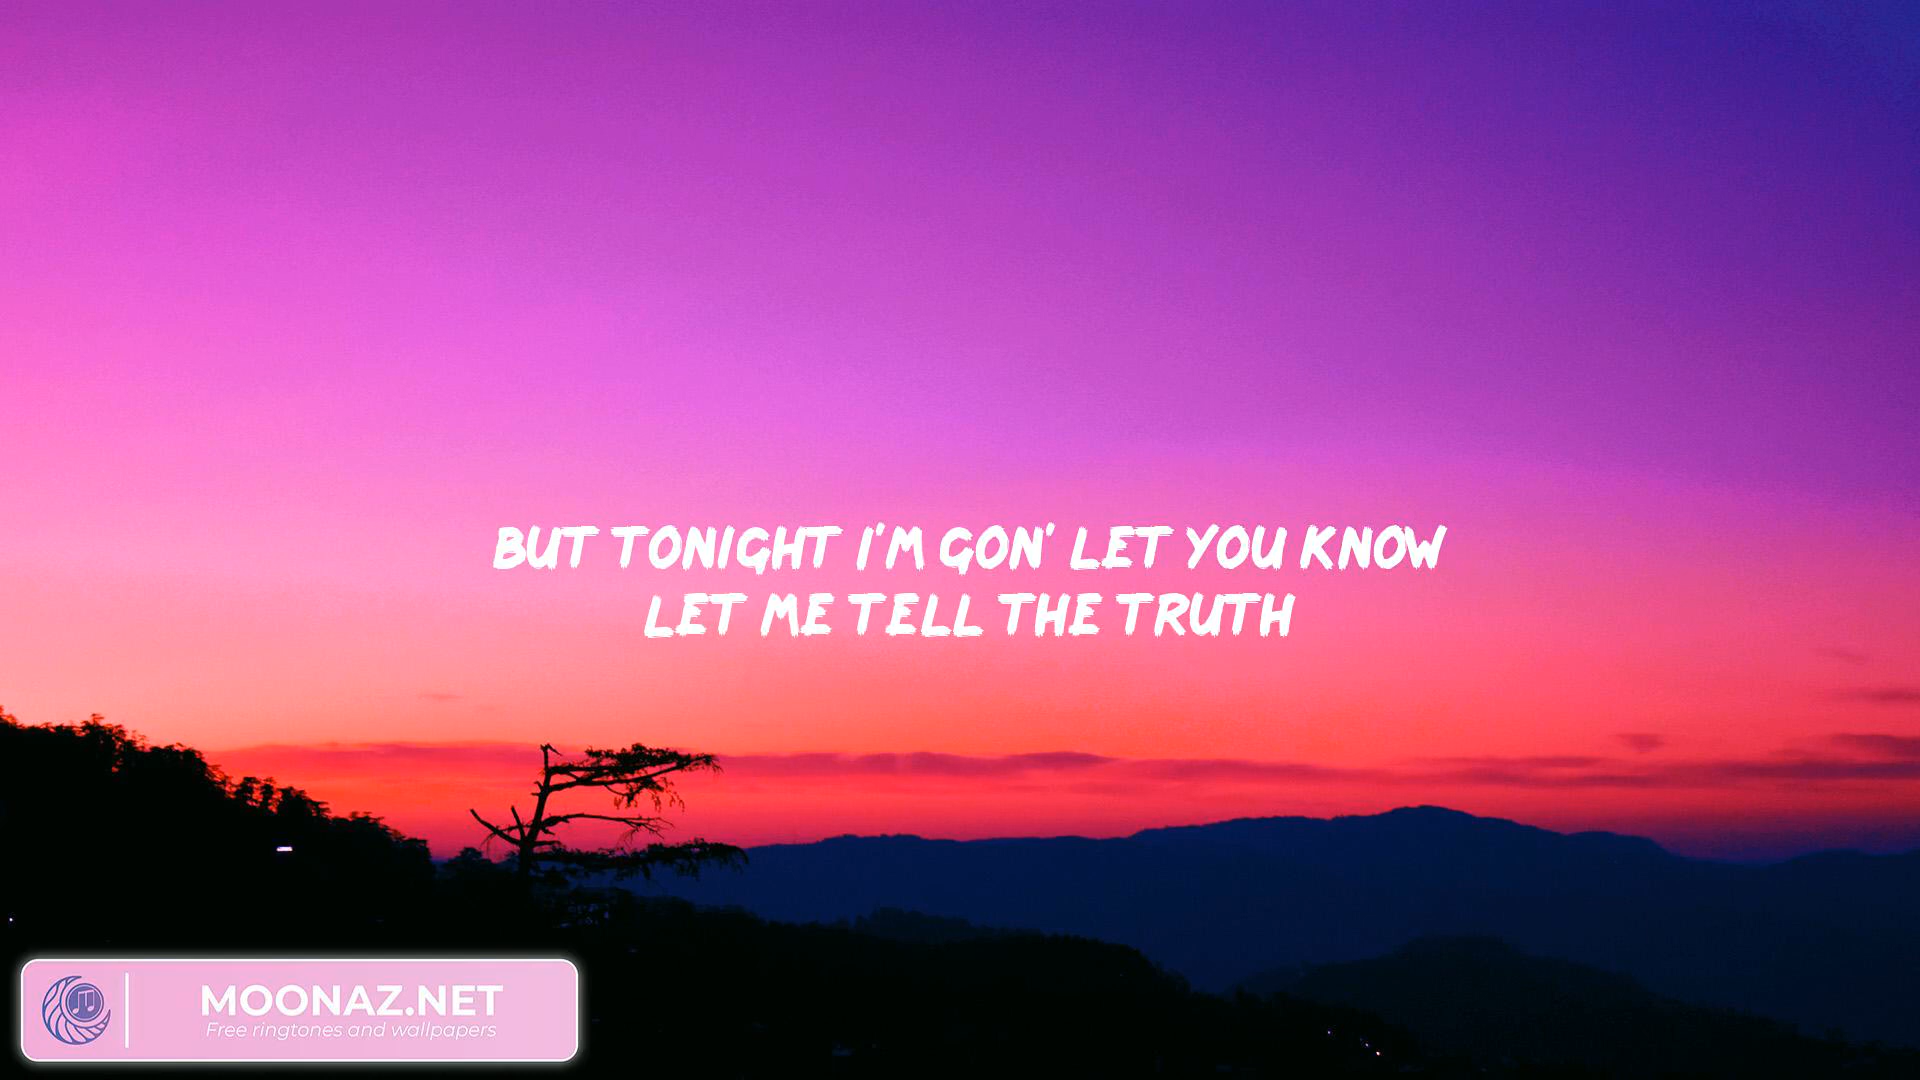 BUT TONIGHT I'M GON' LET YOU KNOW
LET ME TELL THE TRUTH
MOONAZ.NET
Free ringtones and wallpapers